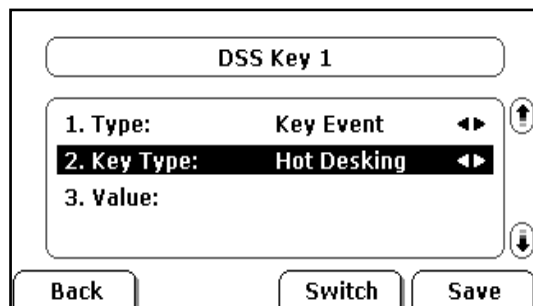 DSS Key 1
1. Type: Key Event
2. Key Type: Hot Desking
3. Value:
Back Switch Save